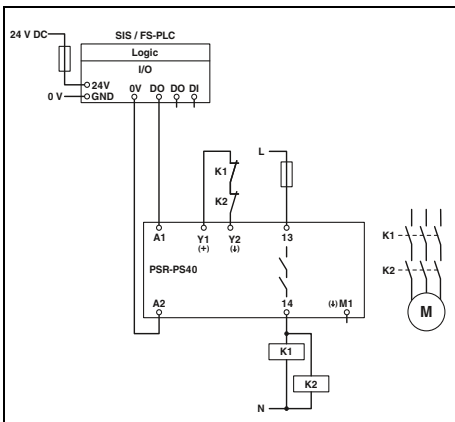 24 V DC
SIS / FS-PLC
Logic
I/O
24V
0 V
GND
0V DO DO DI
L
K1
K2
A1 Y1 Y2 13
(+) (↓)
PSR-PS40
A2 14 (↓) M1
K1
K2
N
K1
K2
M